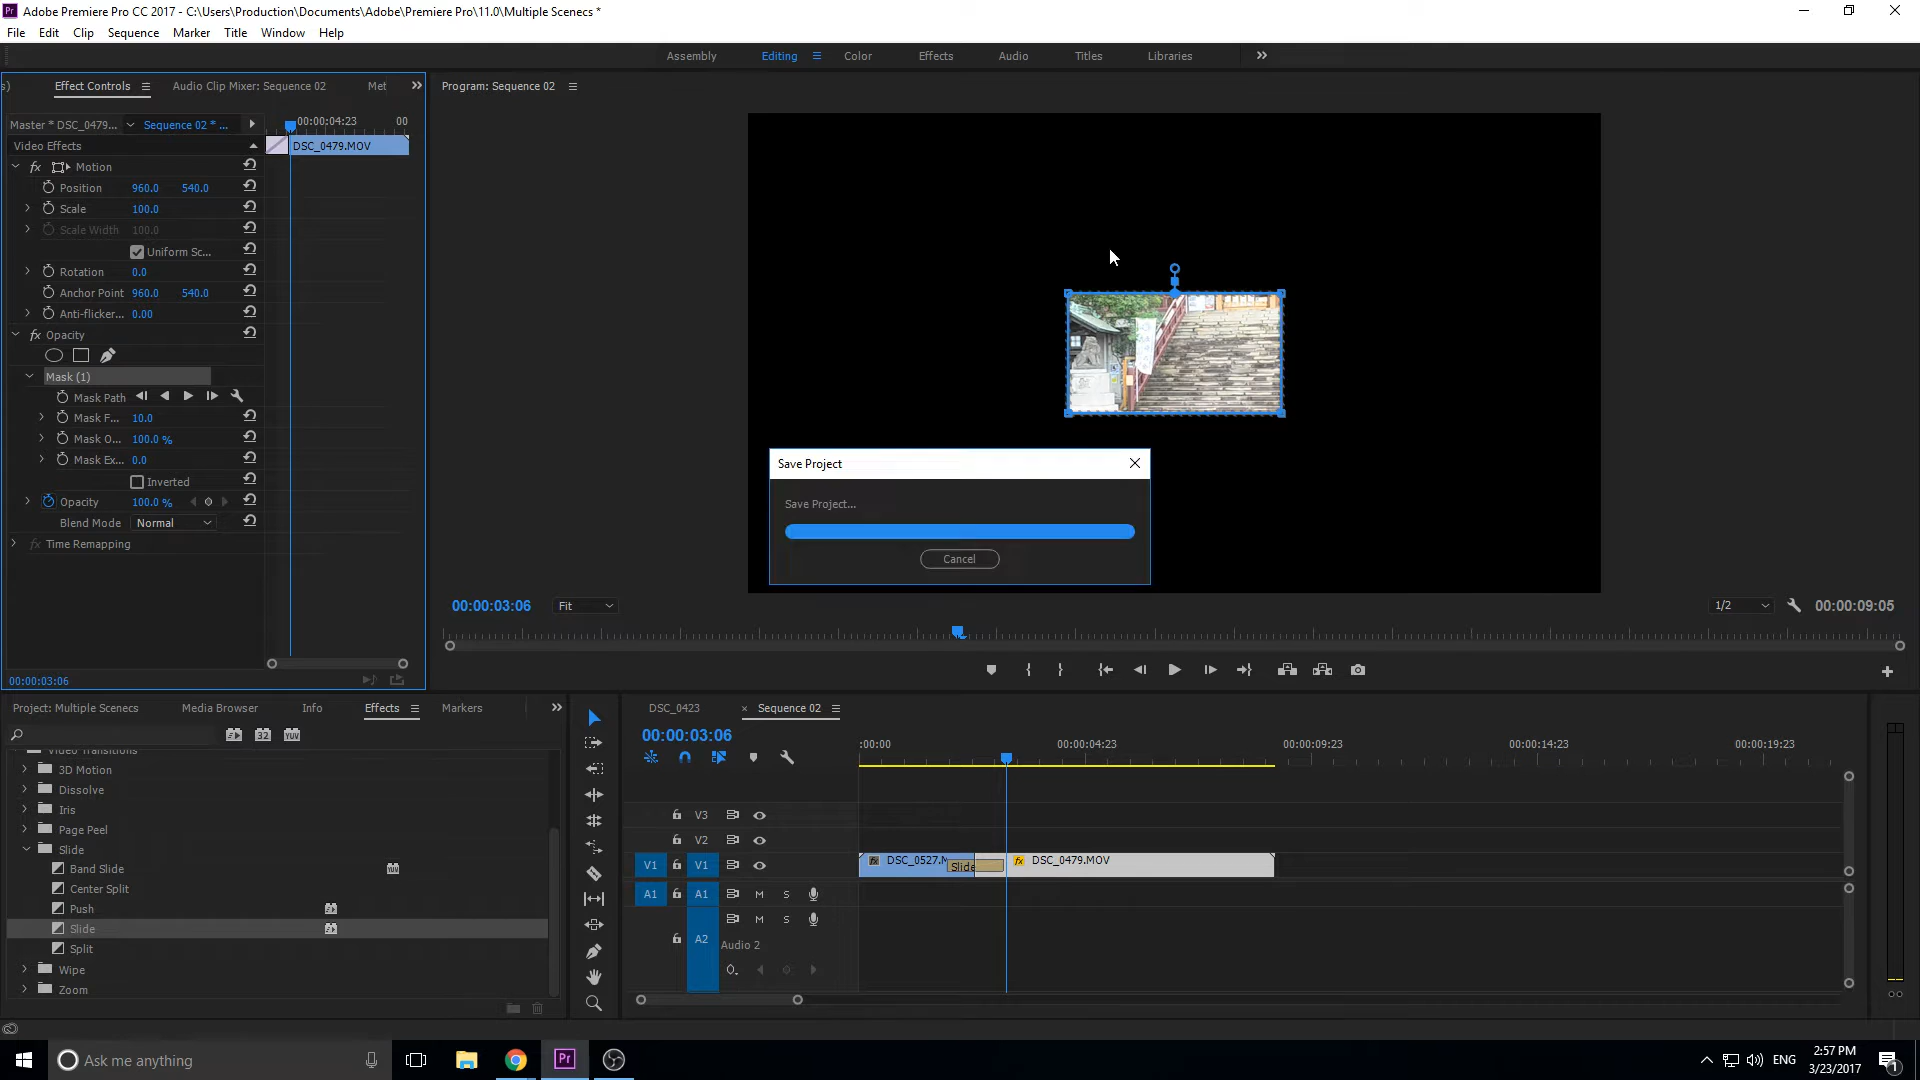 Adobe Premiere Pro CC 2017 - C:\Users\Production\Documents\Adobe\Premiere Pro\11.0\Multiple Scenecs *
File Edit Clip Sequence Marker Title Window Help
Assembly Editing Color Effects Audio Titles Libraries
s) Effect Controls Audio Clip Mixer: Sequence 02 Met
Program: Sequence 02
Master * DSC_0479... Sequence 02 * ... 00:00:04:23 00
Video Effects DSC_0479.MOV
fx Motion
Position 960.0 540.0
Scale 100.0
Scale Width 100.0
Uniform Sc...
Rotation 0.0
Anchor Point 960.0 540.0
Anti-flicker... 0.00
fx Opacity
Mask (1)
Mask Path
Mask F... 10.0
Mask O... 100.0 %
Mask Ex... 0.0
Inverted
Opacity 100.0 %
Blend Mode Normal
fx Time Remapping
00:00:03:06
Save Project
Save Project...
Cancel
00:00:03:06 Fit 1/2 00:00:09:05
Project: Multiple Scenecs Media Browser Info Effects Markers
32 YUV
Video Transitions
3D Motion
Dissolve
Iris
Page Peel
Slide
Band Slide
Center Split
Push
Slide
Split
Wipe
Zoom
DSC_0423 × Sequence 02
00:00:03:06
:00:00 00:00:04:23 00:00:09:23 00:00:14:23 00:00:19:23
V3
V2
V1 V1 fx DSC_0527.M Slide fx DSC_0479.MOV
A1 A1 M S
A2 M S
Audio 2
Ask me anything
Pr
ENG
2:57 PM
3/23/2017
1